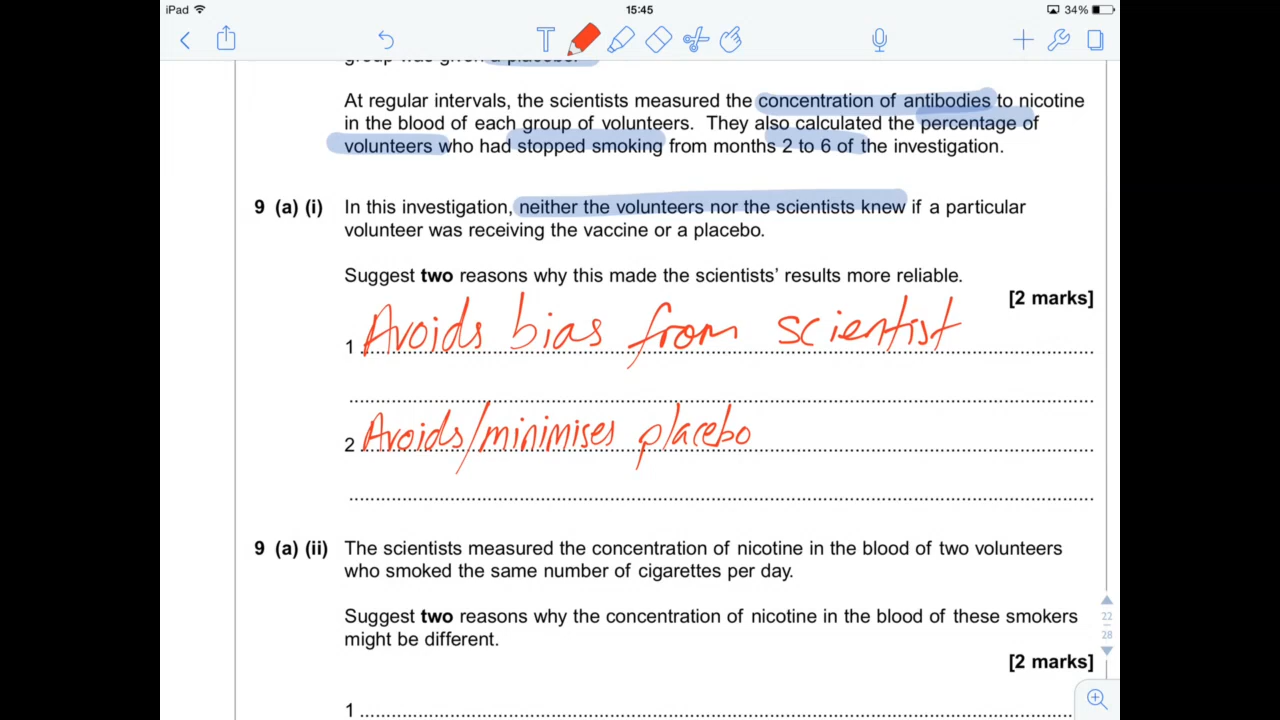 iPad
15:45
34%
T
group was given a placebo.
At regular intervals, the scientists measured the concentration of antibodies to nicotine
in the blood of each group of volunteers. They also calculated the percentage of
volunteers who had stopped smoking from months 2 to 6 of the investigation.
9 (a) (i) In this investigation, neither the volunteers nor the scientists knew if a particular
volunteer was receiving the vaccine or a placebo.
Suggest two reasons why this made the scientists' results more reliable.
[2 marks]
1 Avoids bias from scientist
2 Avoids/minimises placebo
9 (a) (ii) The scientists measured the concentration of nicotine in the blood of two volunteers
who smoked the same number of cigarettes per day.
Suggest two reasons why the concentration of nicotine in the blood of these smokers
might be different.
22
28
[2 marks]
1